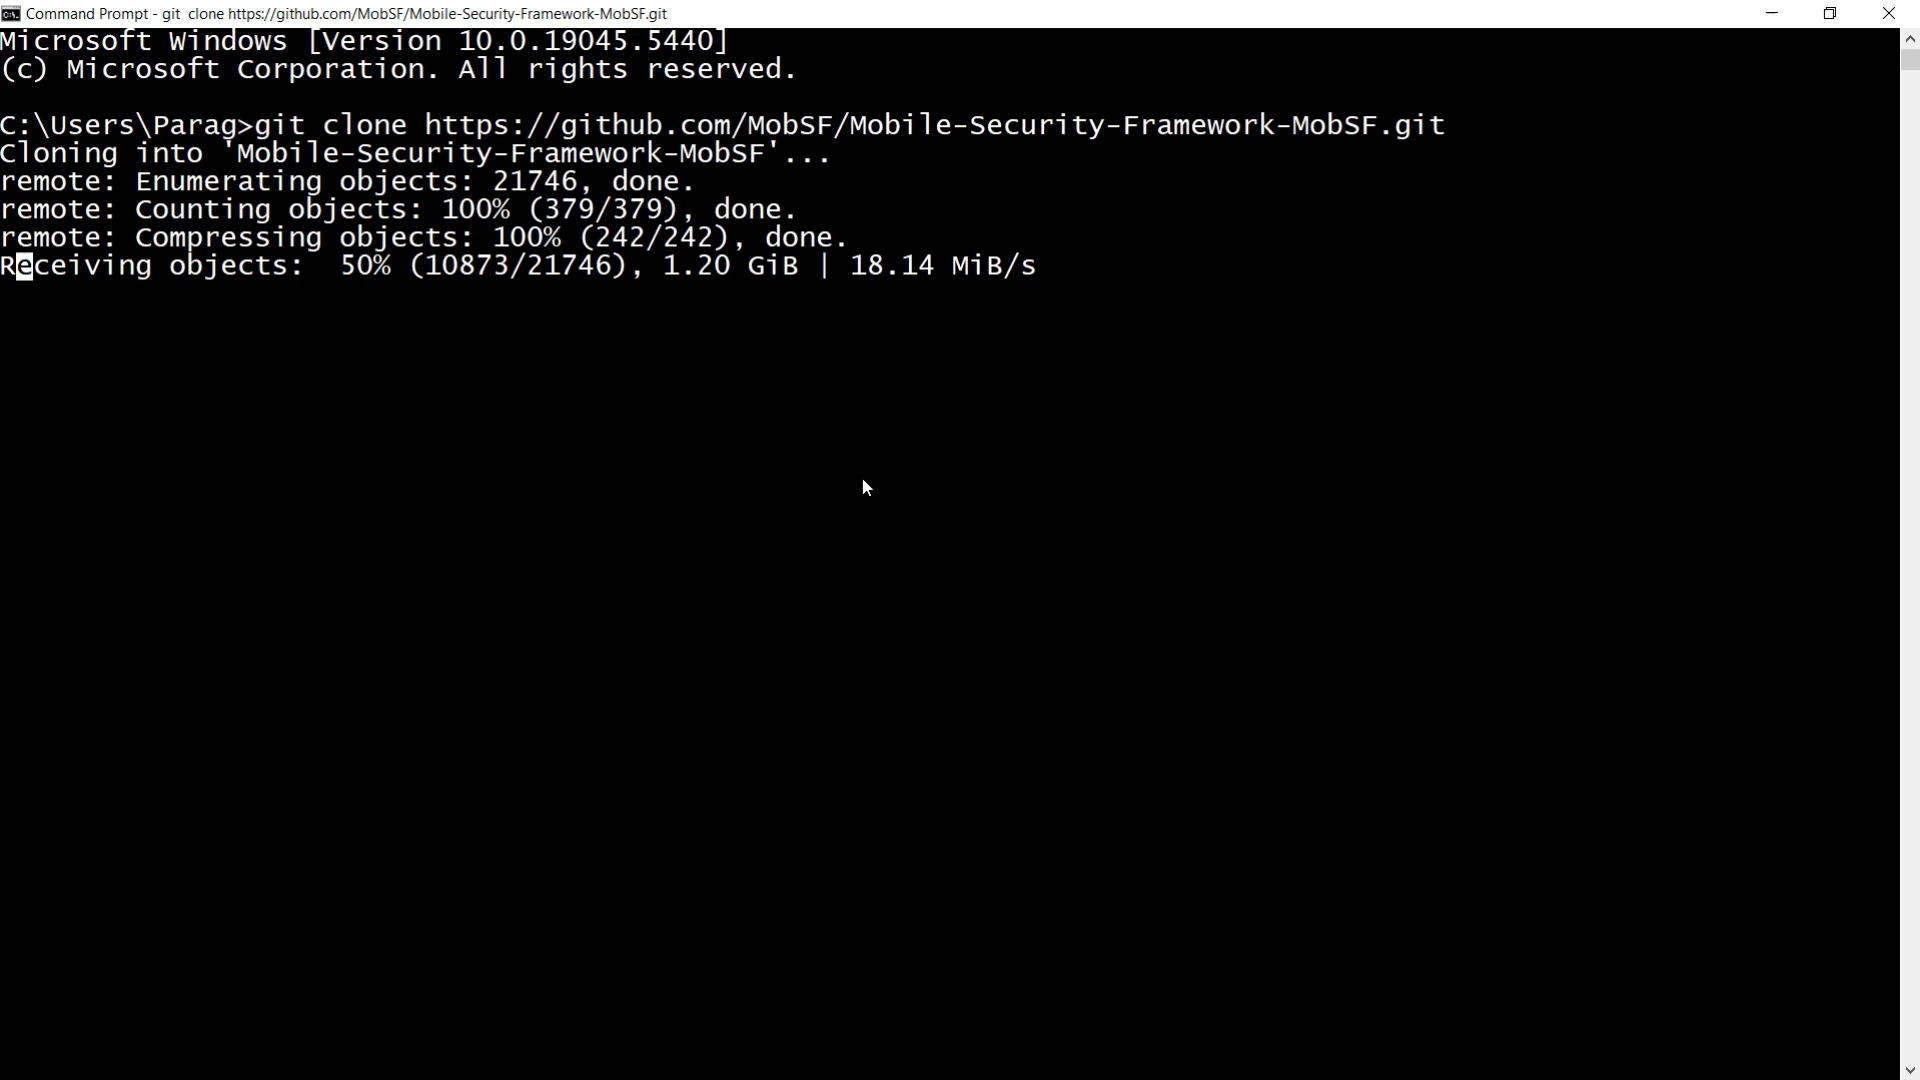 Command Prompt - git  clone https://github.com/MobSF/Mobile-Security-Framework-MobSF.git
Microsoft Windows [Version 10.0.19045.5440]
(c) Microsoft Corporation. All rights reserved.
C:\Users\Parag>git clone https://github.com/MobSF/Mobile-Security-Framework-MobSF.git
Cloning into 'Mobile-Security-Framework-MobSF'...
remote: Enumerating objects: 21746, done.
remote: Counting objects: 100% (379/379), done.
remote: Compressing objects: 100% (242/242), done.
Receiving objects:  50% (10873/21746), 1.20 GiB | 18.14 MiB/s